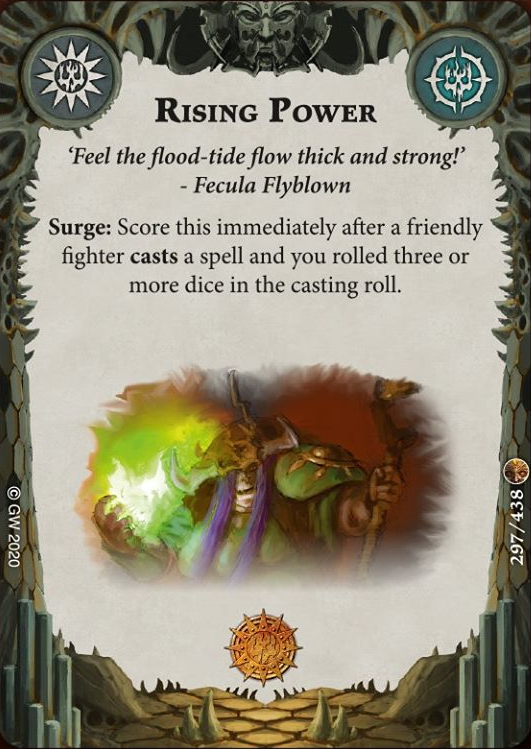 Rising Power
‘Feel the flood-tide flow thick and strong!’
- Fecula Flyblown
Surge: Score this immediately after a friendly
fighter casts a spell and you rolled three or
more dice in the casting roll.
© GW 2020
297/438